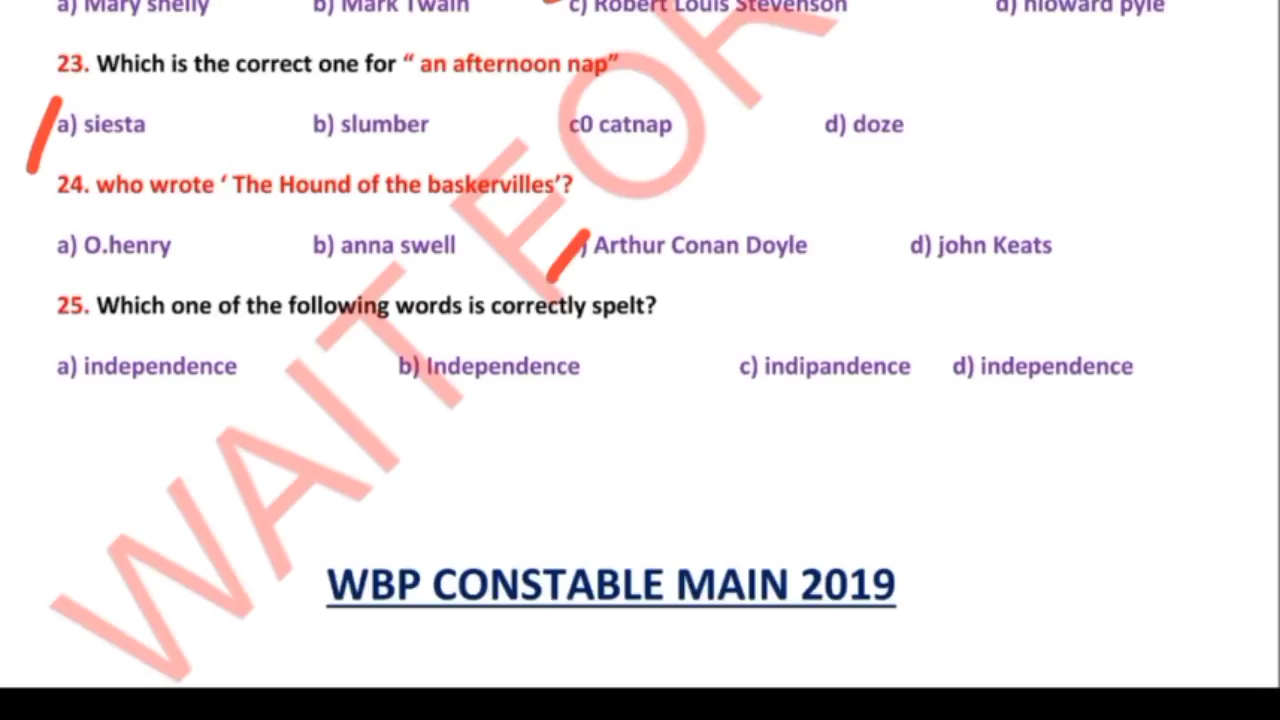 a) Mary shelly b) Mark Twain c) Robert Louis Stevenson d) hloward pyle
23. Which is the correct one for “ an afternoon nap”
a) siesta b) slumber c0 catnap d) doze
24. who wrote ‘ The Hound of the baskervilles’?
a) O.henry b) anna swell ) Arthur Conan Doyle d) john Keats
25. Which one of the following words is correctly spelt?
a) independence b) Independence c) indipandence d) independence
WAIT FOR
WBP CONSTABLE MAIN 2019